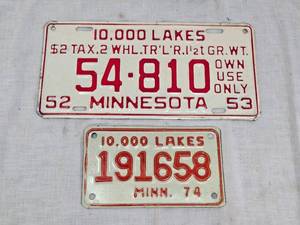 10,000 LAKES
$2 TAX. 2 WHL. TR'L'R. 1½t GR. WT.
54·810 OWN USE ONLY
52 MINNESOTA 53
10,000 LAKES
191658
MINN. 74